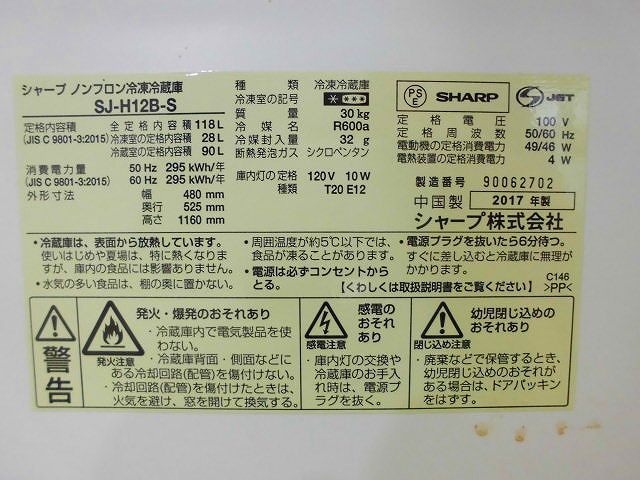 シャープ ノンフロン冷凍冷蔵庫
SJ-H12B-S
定格内容積 全定格内容積 118L
(JIS C 9801-3:2015) 冷凍室の定格内容積 28L
冷蔵室の定格内容積 90L
消費電力量 50 Hz 295 kWh/年
(JIS C 9801-3:2015) 60 Hz 295 kWh/年
外形寸法 幅 480 mm
奥行 525 mm
高さ 1160 mm
種類 冷凍冷蔵庫
冷凍室の記号
質量 30kg
冷媒名 R600a
冷媒封入量 32g
断熱発泡ガス シクロペンタン
庫内灯の定格 120V 10W
種類 T20 E12
PS
E
SHARP
JET
定格電圧 100V
定格周波数 50/60 Hz
電動機の定格消費電力 49/46 W
電熱装置の定格消費電力 4 W
製造番号 90062702
中国製 2017 年製
シャープ株式会社
・冷蔵庫は、表面から放熱しています。
使いはじめや夏場は、特に熱くなりま
すが、庫内の食品には影響ありません。
・水気の多い食品は、棚の奥に置かない。
・周囲温度が約5℃以下では、
食品が凍ることがあります。
・電源は必ずコンセントから
とる。
・電源プラグを抜いたら6分待つ。
すぐに差し込むと冷蔵庫に無理が
かかります。
C146
【くわしくは取扱説明書をご覧ください】 >PP<
警告
発火注意
発火・爆発のおそれあり
・冷蔵庫内で電気製品を使わ
ない。
・冷蔵庫背面・側面などに
ある冷却回路(配管)を傷付けない。
・冷却回路(配管)を傷付けたときは、
火気を避け、窓を開けて換気する。
感電注意
感電の
おそれ
あり
・庫内灯の交換や
冷蔵庫のお手入
れ時は、電源プラ
グを抜く。
閉じ込め注意
幼児閉じ込めの
おそれあり
・廃棄などで保管するとき、
幼児閉じ込めのおそれが
ある場合は、ドアパッキン
をはずす。